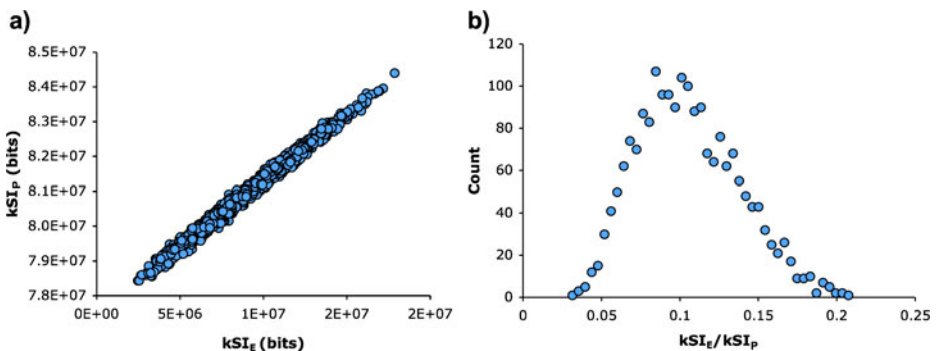 a)
8.5E+07
8.4E+07
8.3E+07
8.2E+07
8.1E+07
8.0E+07
7.9E+07
7.8E+07
kSIP (bits)
0E+00 5E+06 1E+07 2E+07 2E+07
kSIE (bits)
b)
120
100
80
60
40
20
0
Count
0 0.05 0.1 0.15 0.2 0.25
kSIE/kSIP